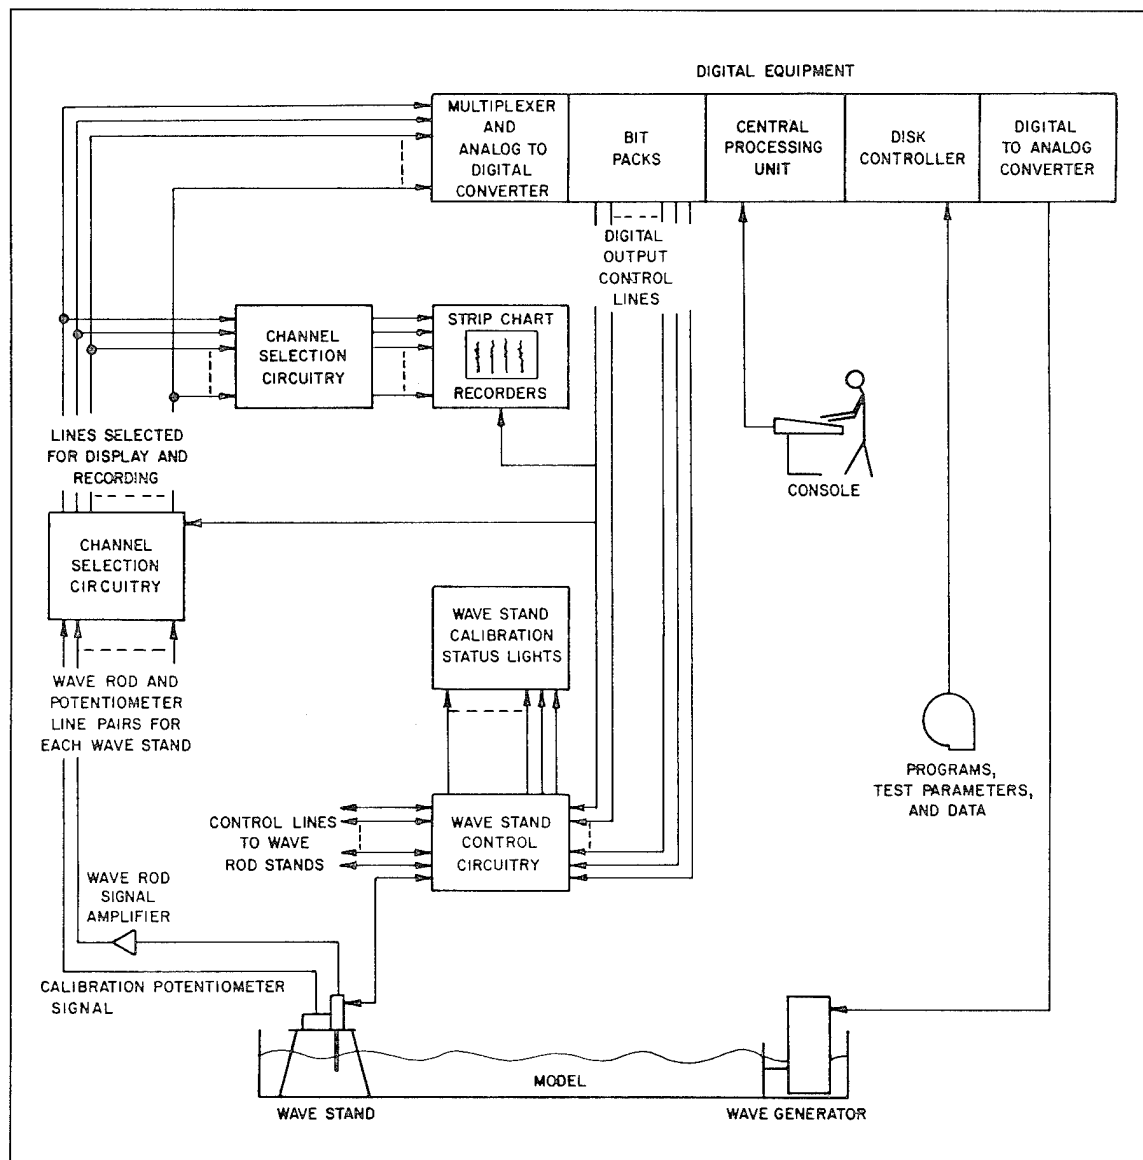 DIGITAL EQUIPMENT
MULTIPLEXER
AND
ANALOG TO
DIGITAL
CONVERTER
BIT
PACKS
CENTRAL
PROCESSING
UNIT
DISK
CONTROLLER
DIGITAL
TO ANALOG
CONVERTER
DIGITAL
OUTPUT
CONTROL
LINES
CHANNEL
SELECTION
CIRCUITRY
STRIP CHART
RECORDERS
LINES SELECTED
FOR DISPLAY AND
RECORDING
CONSOLE
CHANNEL
SELECTION
CIRCUITRY
WAVE STAND
CALIBRATION
STATUS LIGHTS
WAVE ROD AND
POTENTIOMETER
LINE PAIRS FOR
EACH WAVE STAND
PROGRAMS,
TEST PARAMETERS,
AND DATA
CONTROL LINES
TO WAVE
ROD STANDS
WAVE STAND
CONTROL
CIRCUITRY
WAVE ROD
SIGNAL
AMPLIFIER
CALIBRATION POTENTIOMETER
SIGNAL
MODEL
WAVE STAND
WAVE GENERATOR